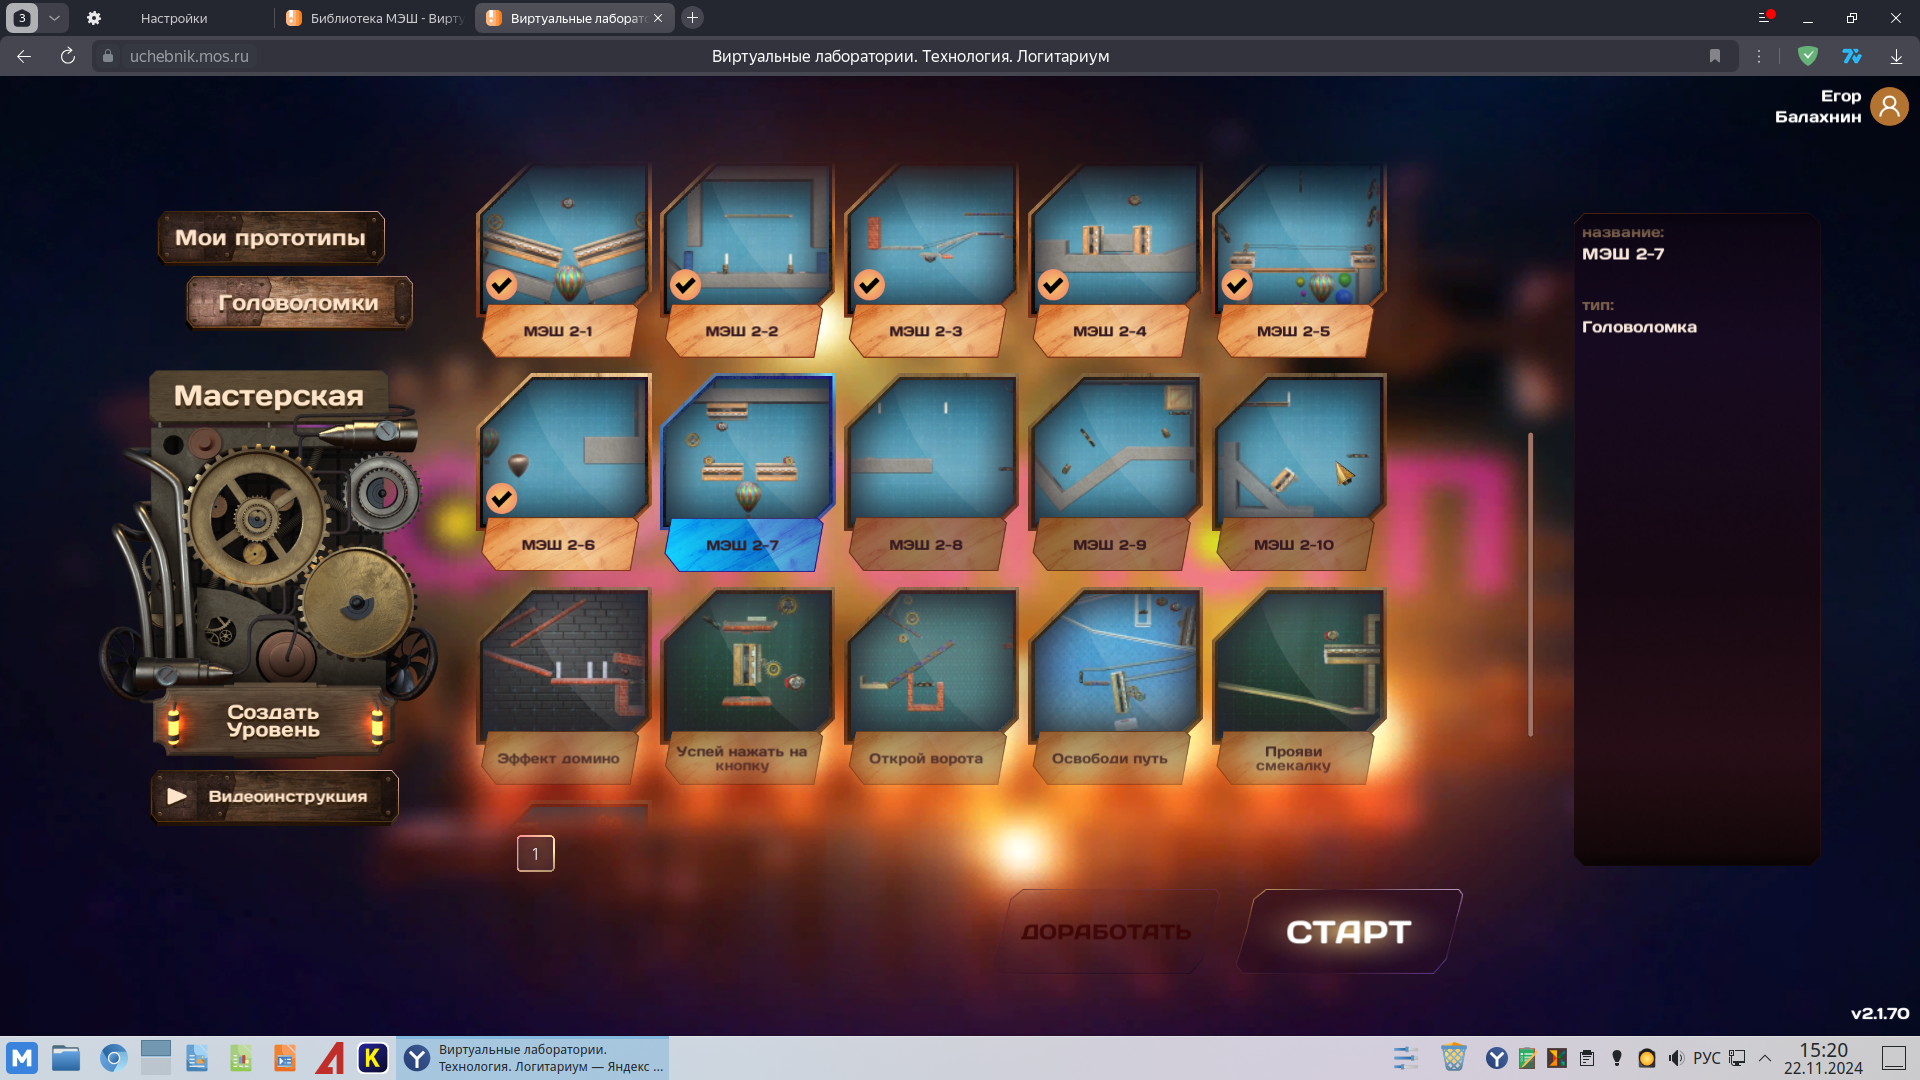 3
Настройки
Библиотека МЭШ - Вирту
Виртуальные лаборат
uchebnik.mos.ru
Виртуальные лаборатории. Технология. Логитариум
Егор
Балахнин
Мои прототипы
Головоломки
Мастерская
Создать
Уровень
Видеоинструкция
МЭШ 2-1
МЭШ 2-2
МЭШ 2-3
МЭШ 2-4
МЭШ 2-5
МЭШ 2-6
МЭШ 2-7
МЭШ 2-8
МЭШ 2-9
МЭШ 2-10
Эффект домино
Успей нажать на
кнопку
Открой ворота
Освободи путь
Прояви
смекалку
1
название:
МЭШ 2-7
тип:
Головоломка
ДОРАБОТАТЬ
СТАРТ
v2.1.70
Виртуальные лаборатории.
Технология. Логитариум — Яндекс ...
РУС
15:20
22.11.2024